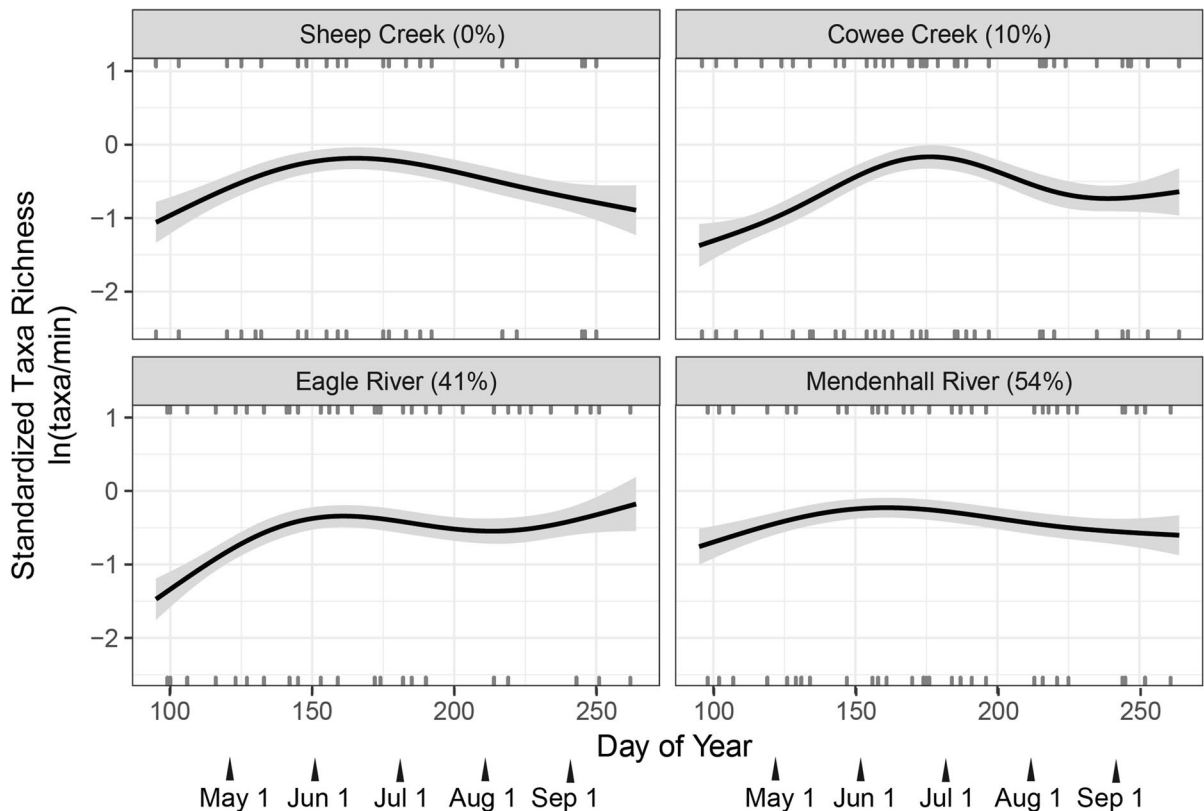 Sheep Creek (0%)
Cowee Creek (10%)
1
0
−1
−2
Eagle River (41%)
Mendenhall River (54%)
1
0
−1
−2
Standardized Taxa Richness
ln(taxa/min)
100 150 200 250
100 150 200 250
Day of Year
May 1 Jun 1 Jul 1 Aug 1 Sep 1
May 1 Jun 1 Jul 1 Aug 1 Sep 1